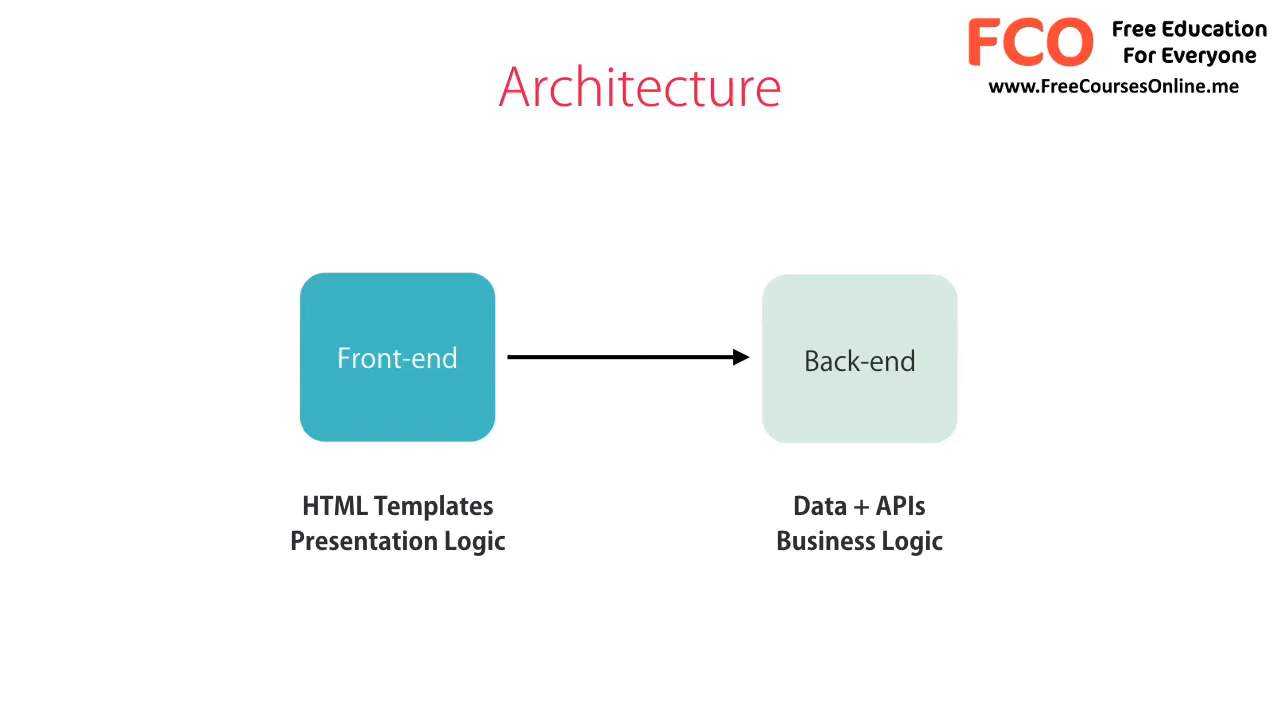 FCO
Free Education
For Everyone
www.FreeCoursesOnline.me
Architecture
Front-end
Back-end
HTML Templates
Presentation Logic
Data + APIs
Business Logic